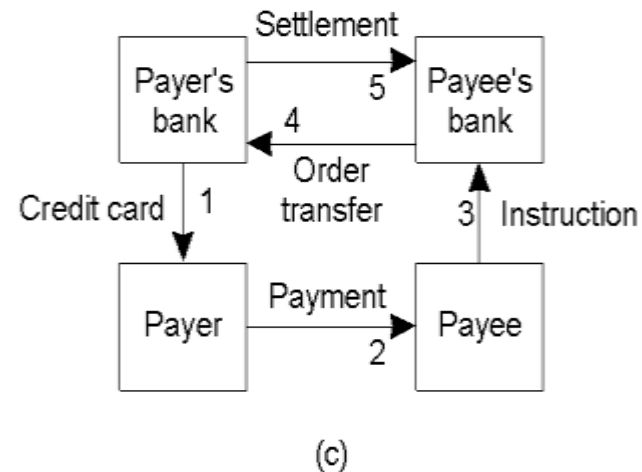 Settlement
Payer's
bank
5
Payee's
bank
4
Order
transfer
Credit card
1
3
Instruction
Payer
Payment
2
Payee
(c)